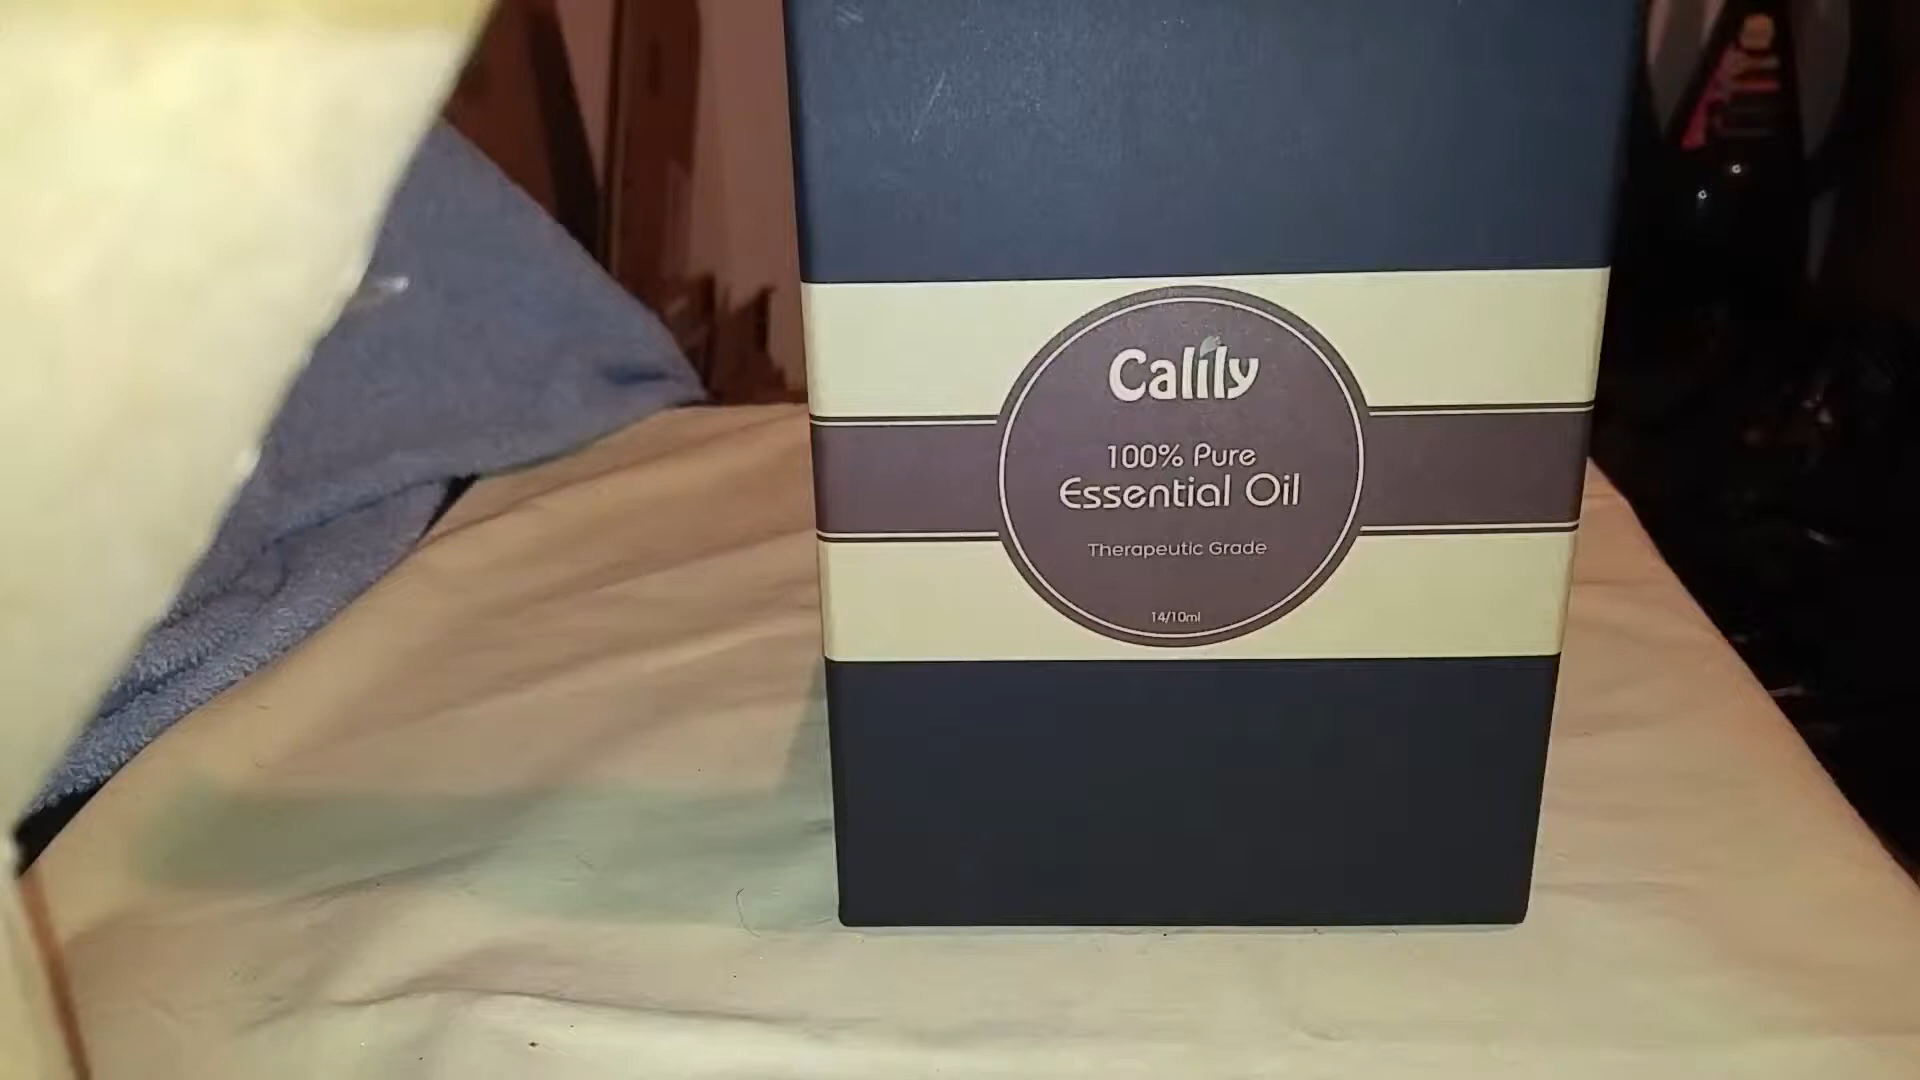 Calily
100% Pure
Essential Oil
Therapeutic Grade
14/10ml